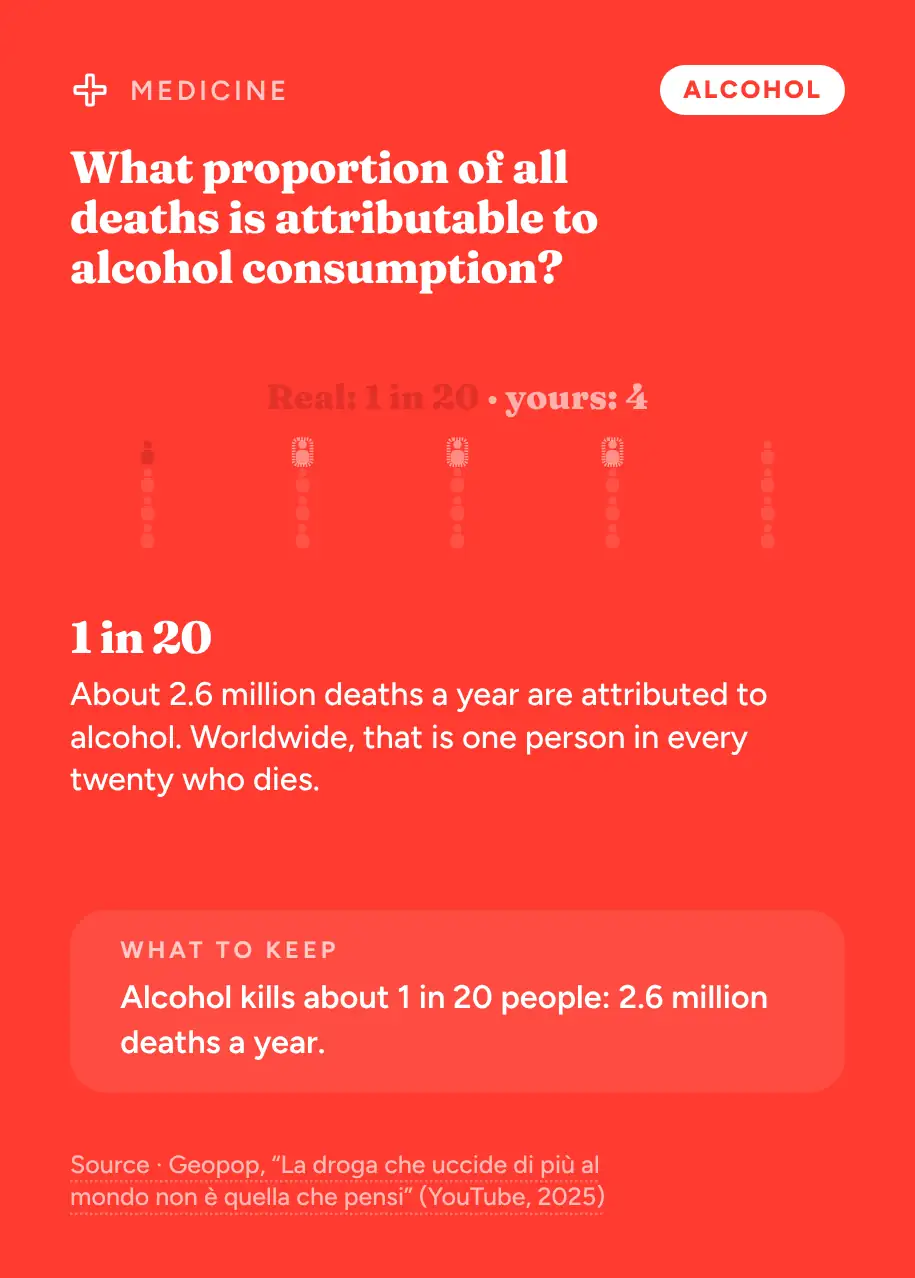 MEDICINE
ALCOHOL
What proportion of all
deaths is attributable to
alcohol consumption?
Real: 1 in 20 · yours: 4
1 in 20
About 2.6 million deaths a year are attributed to
alcohol. Worldwide, that is one person in every
twenty who dies.
WHAT TO KEEP
Alcohol kills about 1 in 20 people: 2.6 million
deaths a year.
Source · Geopop, “La droga che uccide di più al
mondo non è quella che pensi” (YouTube, 2025)